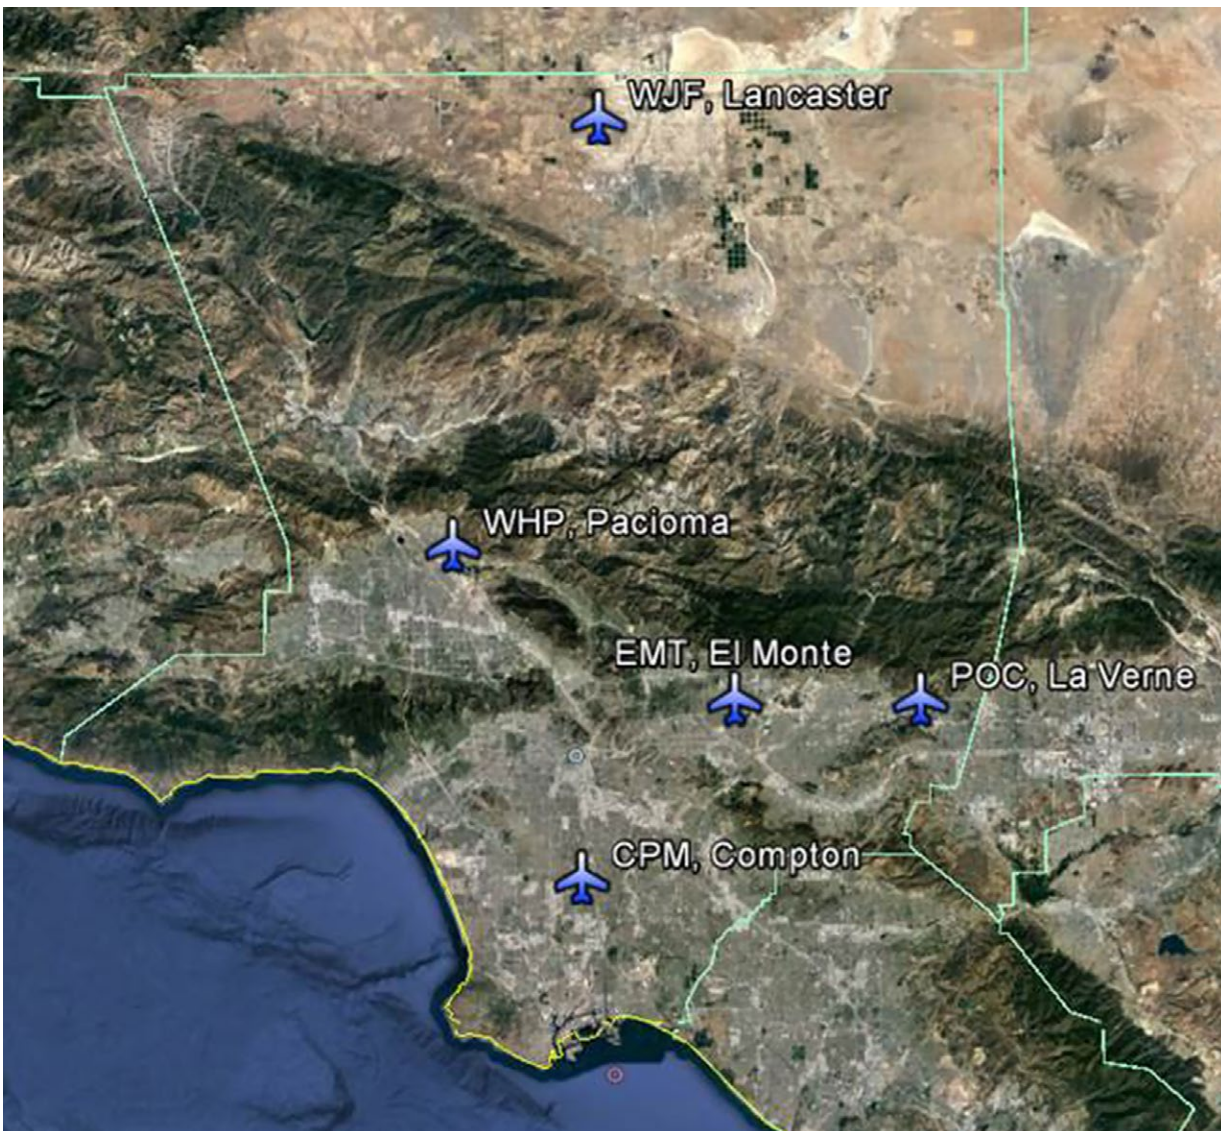 WJF, Lancaster
WHP, Pacioma
EMT, El Monte
POC, La Verne
CPM, Compton